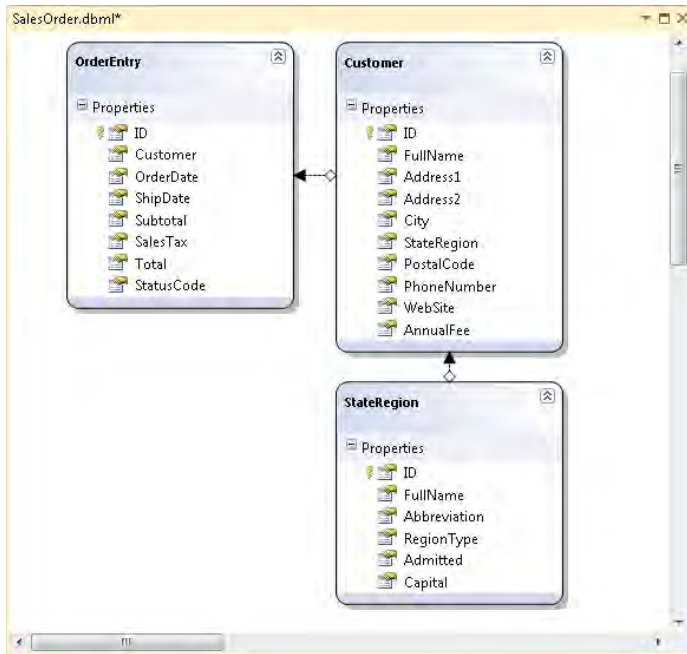 SalesOrder.dbml*
OrderEntry
Properties
ID
Customer
OrderDate
ShipDate
Subtotal
SalesTax
Total
StatusCode
Customer
Properties
ID
FullName
Address1
Address2
City
StateRegion
PostalCode
PhoneNumber
WebSite
AnnualFee
StateRegion
Properties
ID
FullName
Abbreviation
RegionType
Admitted
Capital